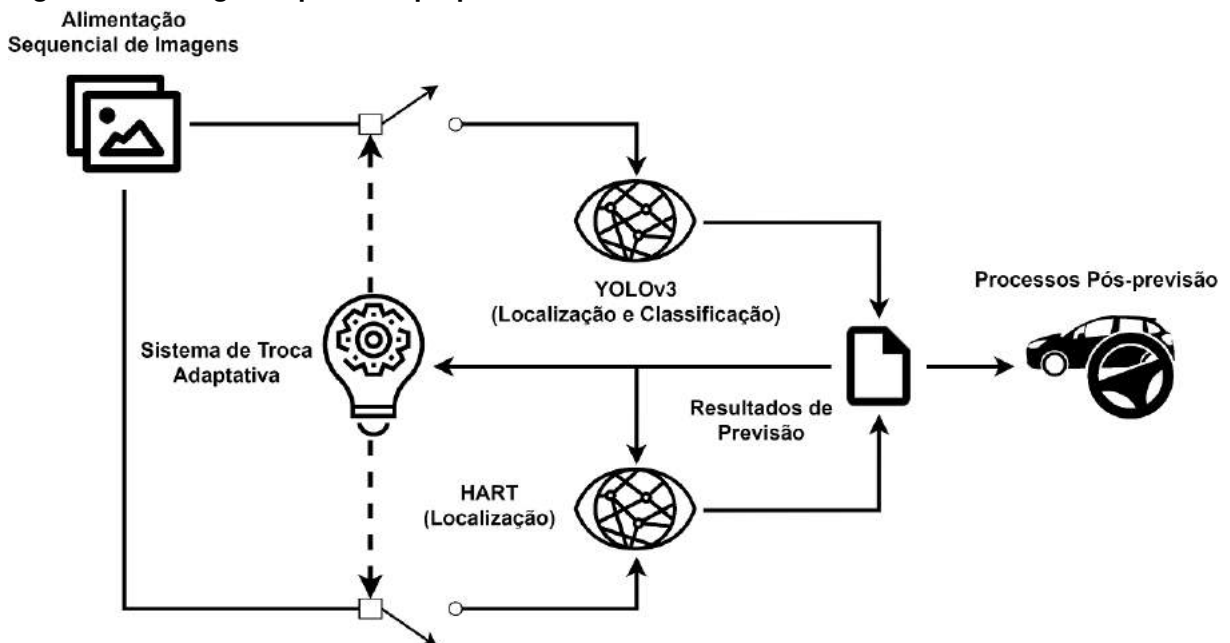 Alimentação
Sequencial de Imagens
YOLOv3
(Localização e Classificação)
Processos Pós-previsão
Sistema de Troca
Adaptativa
Resultados de
Previsão
HART
(Localização)